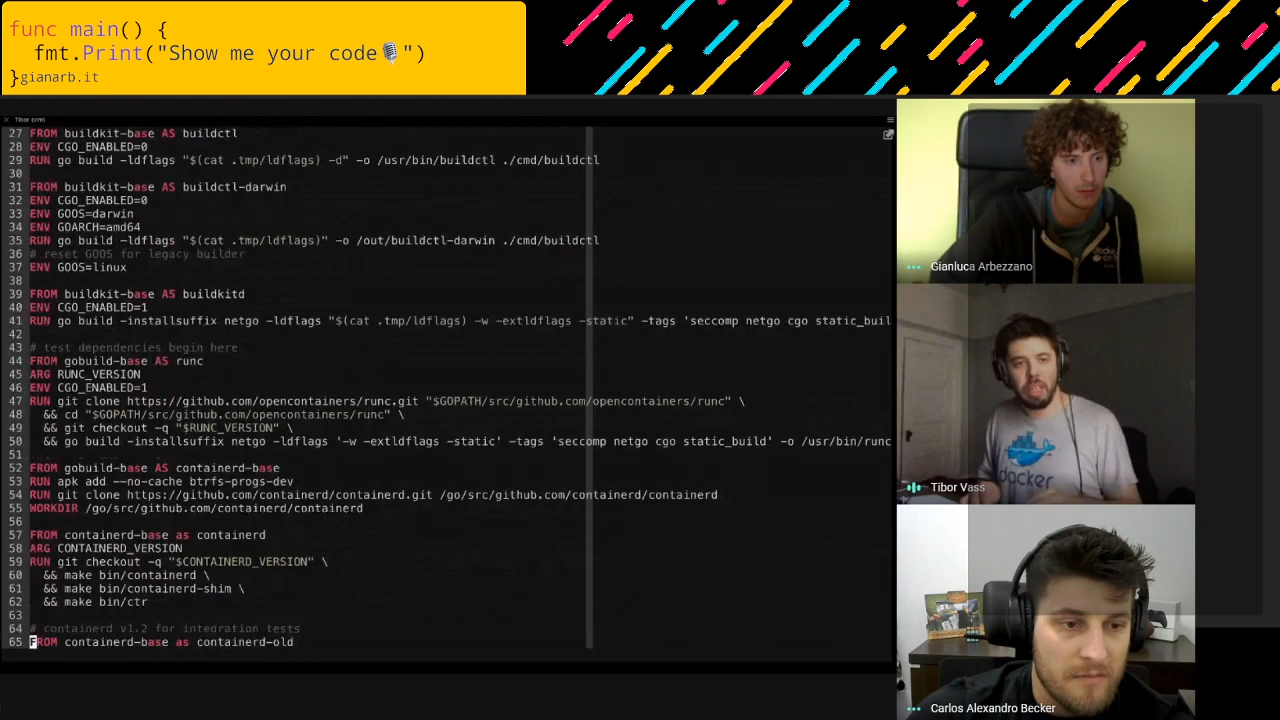 func main() {
fmt.Print("Show me your code🎙")
}gianarb.it
Tibor (vim)
27 FROM buildkit-base AS buildctl
28 ENV CGO_ENABLED=0
29 RUN go build -ldflags "$(cat .tmp/ldflags) -d" -o /usr/bin/buildctl ./cmd/buildctl
30
31 FROM buildkit-base AS buildctl-darwin
32 ENV CGO_ENABLED=0
33 ENV GOOS=darwin
34 ENV GOARCH=amd64
35 RUN go build -ldflags "$(cat .tmp/ldflags)" -o /out/buildctl-darwin ./cmd/buildctl
36 # reset GOOS for legacy builder
37 ENV GOOS=linux
38
39 FROM buildkit-base AS buildkitd
40 ENV CGO_ENABLED=1
41 RUN go build -installsuffix netgo -ldflags "$(cat .tmp/ldflags) -w -extldflags -static" -tags 'seccomp netgo cgo static_buil
42
43 # test dependencies begin here
44 FROM gobuild-base AS runc
45 ARG RUNC_VERSION
46 ENV CGO_ENABLED=1
47 RUN git clone https://github.com/opencontainers/runc.git "$GOPATH/src/github.com/opencontainers/runc" \
48 && cd "$GOPATH/src/github.com/opencontainers/runc" \
49 && git checkout -q "$RUNC_VERSION" \
50 && go build -installsuffix netgo -ldflags '-w -extldflags -static' -tags 'seccomp netgo cgo static_build' -o /usr/bin/runc
51
52 FROM gobuild-base AS containerd-base
53 RUN apk add --no-cache btrfs-progs-dev
54 RUN git clone https://github.com/containerd/containerd.git /go/src/github.com/containerd/containerd
55 WORKDIR /go/src/github.com/containerd/containerd
56
57 FROM containerd-base as containerd
58 ARG CONTAINERD_VERSION
59 RUN git checkout -q "$CONTAINERD_VERSION" \
60 && make bin/containerd \
61 && make bin/containerd-shim \
62 && make bin/ctr
63
64 # containerd v1.2 for integration tests
65 FROM containerd-base as containerd-old
Gianluca Arbezzano
docker
Tibor Vass
Carlos Alexandro Becker